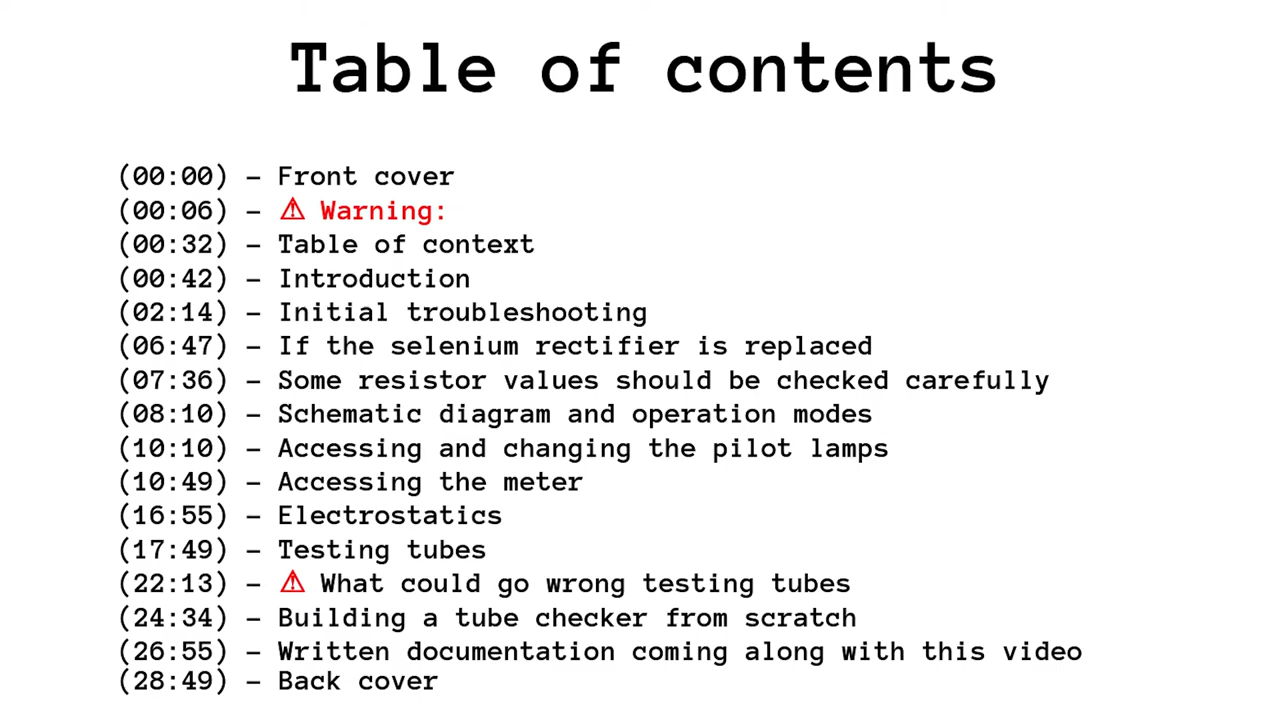 Table of contents
(00:00) – Front cover
(00:06) – ⚠ Warning:
(00:32) – Table of context
(00:42) – Introduction
(02:14) – Initial troubleshooting
(06:47) – If the selenium rectifier is replaced
(07:36) – Some resistor values should be checked carefully
(08:10) – Schematic diagram and operation modes
(10:10) – Accessing and changing the pilot lamps
(10:49) – Accessing the meter
(16:55) – Electrostatics
(17:49) – Testing tubes
(22:13) – ⚠ What could go wrong testing tubes
(24:34) – Building a tube checker from scratch
(26:55) – Written documentation coming along with this video
(28:49) – Back cover